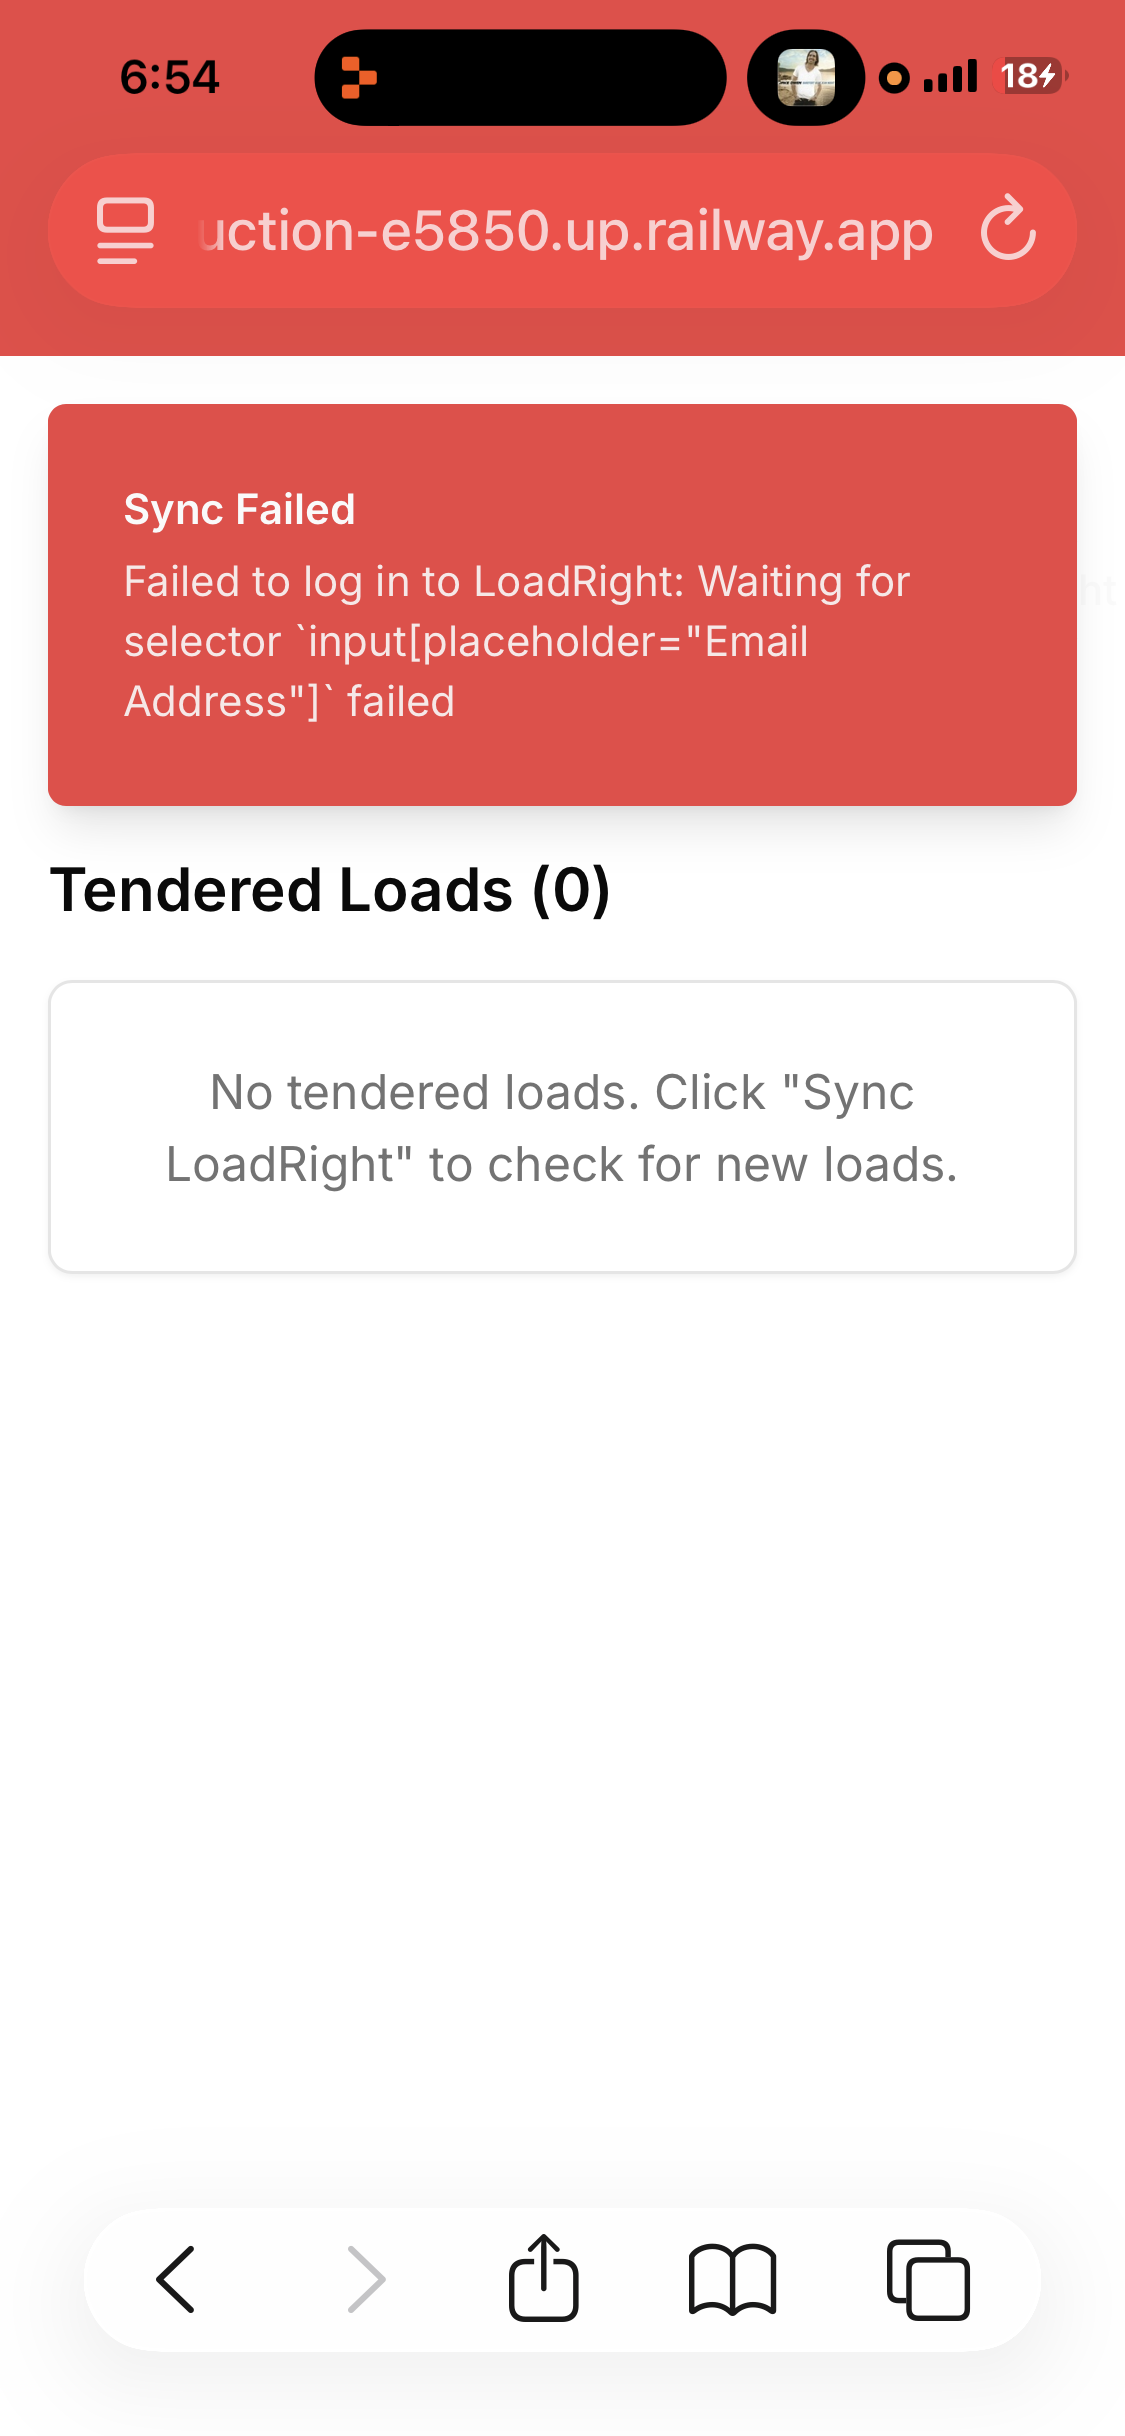 6:54
18
uction-e5850.up.railway.app
Sync Failed
Failed to log in to LoadRight: Waiting for
selector `input[placeholder="Email
Address"]` failed
ht
Tendered Loads (0)
No tendered loads. Click "Sync
LoadRight" to check for new loads.